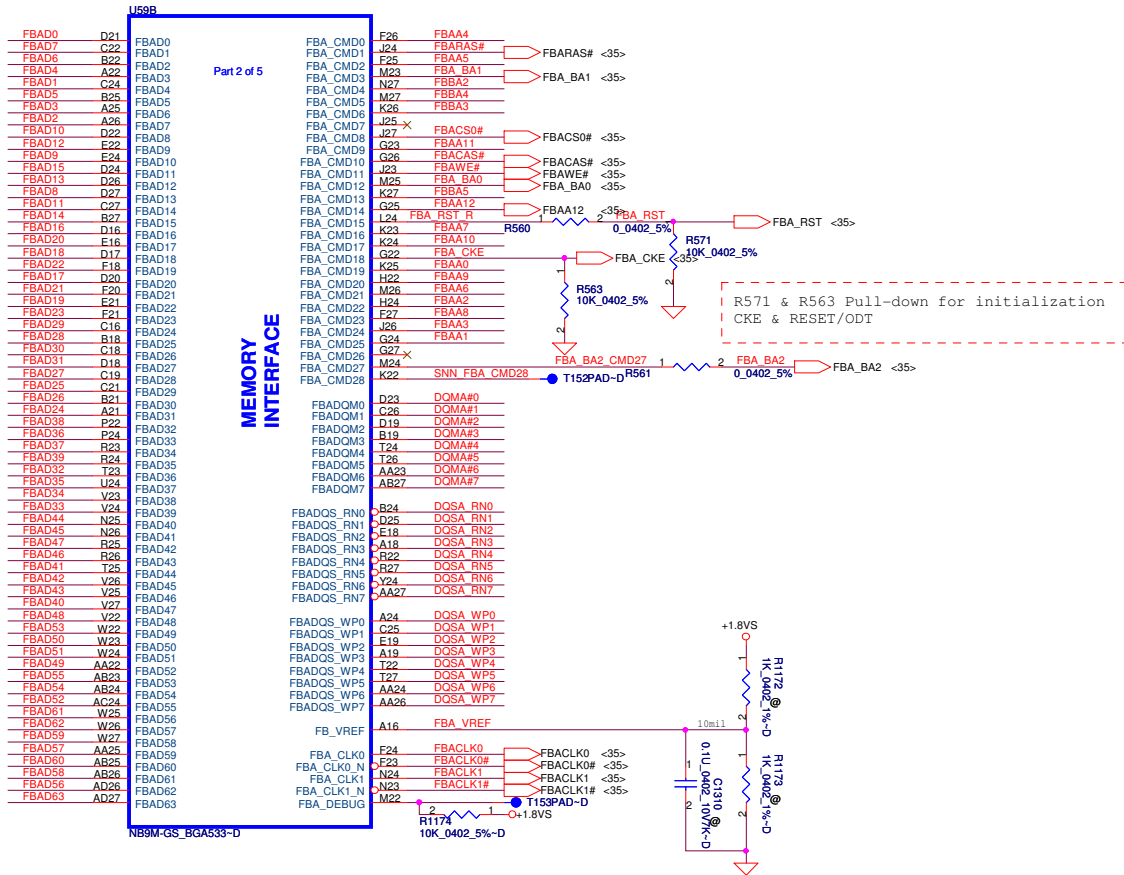 U59B
Part 2 of 5
MEMORY
INTERFACE
FBAD0 D21 FBAD0
FBAD7 C22 FBAD1
FBAD6 B22 FBAD2
FBAD4 A22 FBAD3
FBAD1 C24 FBAD4
FBAD5 B25 FBAD5
FBAD3 A25 FBAD6
FBAD2 A26 FBAD7
FBAD10 D22 FBAD8
FBAD12 E22 FBAD9
FBAD9 E24 FBAD10
FBAD15 D24 FBAD11
FBAD13 D26 FBAD12
FBAD8 D27 FBAD13
FBAD11 C27 FBAD14
FBAD14 B27 FBAD15
FBAD16 D16 FBAD16
FBAD20 E16 FBAD17
FBAD18 D17 FBAD18
FBAD22 F18 FBAD19
FBAD17 D20 FBAD20
FBAD21 F20 FBAD21
FBAD19 E21 FBAD22
FBAD23 F21 FBAD23
FBAD29 C16 FBAD24
FBAD28 B18 FBAD25
FBAD30 C18 FBAD26
FBAD31 D18 FBAD27
FBAD27 C19 FBAD28
FBAD25 C21 FBAD29
FBAD26 B21 FBAD30
FBAD24 A21 FBAD31
FBAD38 P22 FBAD32
FBAD36 P24 FBAD33
FBAD37 R23 FBAD34
FBAD39 R24 FBAD35
FBAD32 T23 FBAD36
FBAD35 U24 FBAD37
FBAD34 V23 FBAD38
FBAD33 V24 FBAD39
FBAD44 N25 FBAD40
FBAD45 N26 FBAD41
FBAD47 R25 FBAD42
FBAD46 R26 FBAD43
FBAD41 T25 FBAD44
FBAD42 V26 FBAD45
FBAD43 V25 FBAD46
FBAD40 V27 FBAD47
FBAD48 V22 FBAD48
FBAD53 W22 FBAD49
FBAD50 W23 FBAD50
FBAD51 W24 FBAD51
FBAD49 AA22 FBAD52
FBAD55 AB23 FBAD53
FBAD54 AB24 FBAD54
FBAD52 AC24 FBAD55
FBAD61 W25 FBAD56
FBAD62 W26 FBAD57
FBAD59 W27 FBAD58
FBAD57 AA25 FBAD59
FBAD60 AB25 FBAD60
FBAD58 AB26 FBAD61
FBAD56 AD26 FBAD62
FBAD63 AD27 FBAD63
NB9M-GS_BGA533~D
FBA_CMD0 F26 FBAA4
FBA_CMD1 J24 FBARAS# FBARAS# <35>
FBA_CMD2 F25 FBAA5
FBA_CMD3 M23 FBA_BA1 FBA_BA1 <35>
FBA_CMD4 N27 FBBA2
FBA_CMD5 M27 FBBA4
FBA_CMD6 K26 FBBA3
FBA_CMD7 J25
FBA_CMD8 J27 FBACS0# FBACS0# <35>
FBA_CMD9 G23 FBAA11
FBA_CMD10 G26 FBACAS# FBACAS# <35>
FBA_CMD11 J23 FBAWE# FBAWE# <35>
FBA_CMD12 M25 FBA_BA0 FBA_BA0 <35>
FBA_CMD13 K27 FBBA5
FBA_CMD14 G25 FBAA12 FBAA12 <35>
FBA_CMD15 L24 FBA_RST_R R560 1 2 0_0402_5% FBA_RST FBA_RST <35>
FBA_CMD16 K23 FBAA7
FBA_CMD17 K24 FBAA10
FBA_CMD18 G22 FBA_CKE FBA_CKE <35>
FBA_CMD19 K25 FBAA0
FBA_CMD20 H22 FBAA9
FBA_CMD21 M26 FBAA6
FBA_CMD22 H24 FBAA2
FBA_CMD23 F27 FBAA8
FBA_CMD24 J26 FBAA3
FBA_CMD25 G24 FBAA1
FBA_CMD26 G27
FBA_CMD27 M24 FBA_BA2_CMD27 R561 1 2 0_0402_5% FBA_BA2 FBA_BA2 <35>
FBA_CMD28 K22 SNN_FBA_CMD28 T152PAD~D
1 R571
10K_0402_5%
2
1
R563
10K_0402_5%
2
R571 & R563 Pull-down for initialization
CKE & RESET/ODT
FBADQM0 D23 DQMA#0
FBADQM1 C26 DQMA#1
FBADQM2 D19 DQMA#2
FBADQM3 B19 DQMA#3
FBADQM4 T24 DQMA#4
FBADQM5 T26 DQMA#5
FBADQM6 AA23 DQMA#6
FBADQM7 AB27 DQMA#7
FBADQS_RN0 B24 DQSA_RN0
FBADQS_RN1 D25 DQSA_RN1
FBADQS_RN2 E18 DQSA_RN2
FBADQS_RN3 A18 DQSA_RN3
FBADQS_RN4 R22 DQSA_RN4
FBADQS_RN5 R27 DQSA_RN5
FBADQS_RN6 Y24 DQSA_RN6
FBADQS_RN7 AA27 DQSA_RN7
FBADQS_WP0 A24 DQSA_WP0
FBADQS_WP1 C25 DQSA_WP1
FBADQS_WP2 E19 DQSA_WP2
FBADQS_WP3 A19 DQSA_WP3
FBADQS_WP4 T22 DQSA_WP4
FBADQS_WP5 T27 DQSA_WP5
FBADQS_WP6 AA24 DQSA_WP6
FBADQS_WP7 AA26 DQSA_WP7
FB_VREF A16 FBA_VREF 10mil
FBA_CLK0 F24 FBACLK0 FBACLK0 <35>
FBA_CLK0_N F23 FBACLK0# FBACLK0# <35>
FBA_CLK1 N24 FBACLK1 FBACLK1 <35>
FBA_CLK1_N N23 FBACLK1# FBACLK1# <35>
FBA_DEBUG M22 T153PAD~D
2 1 +1.8VS
R1174
10K_0402_5%~D
+1.8VS
1 2
R1172
1K_0402_1%~D
@
1 2
R1173
1K_0402_1%~D
@
1 2
C1310
0.1U_0402_10V7K~D
@